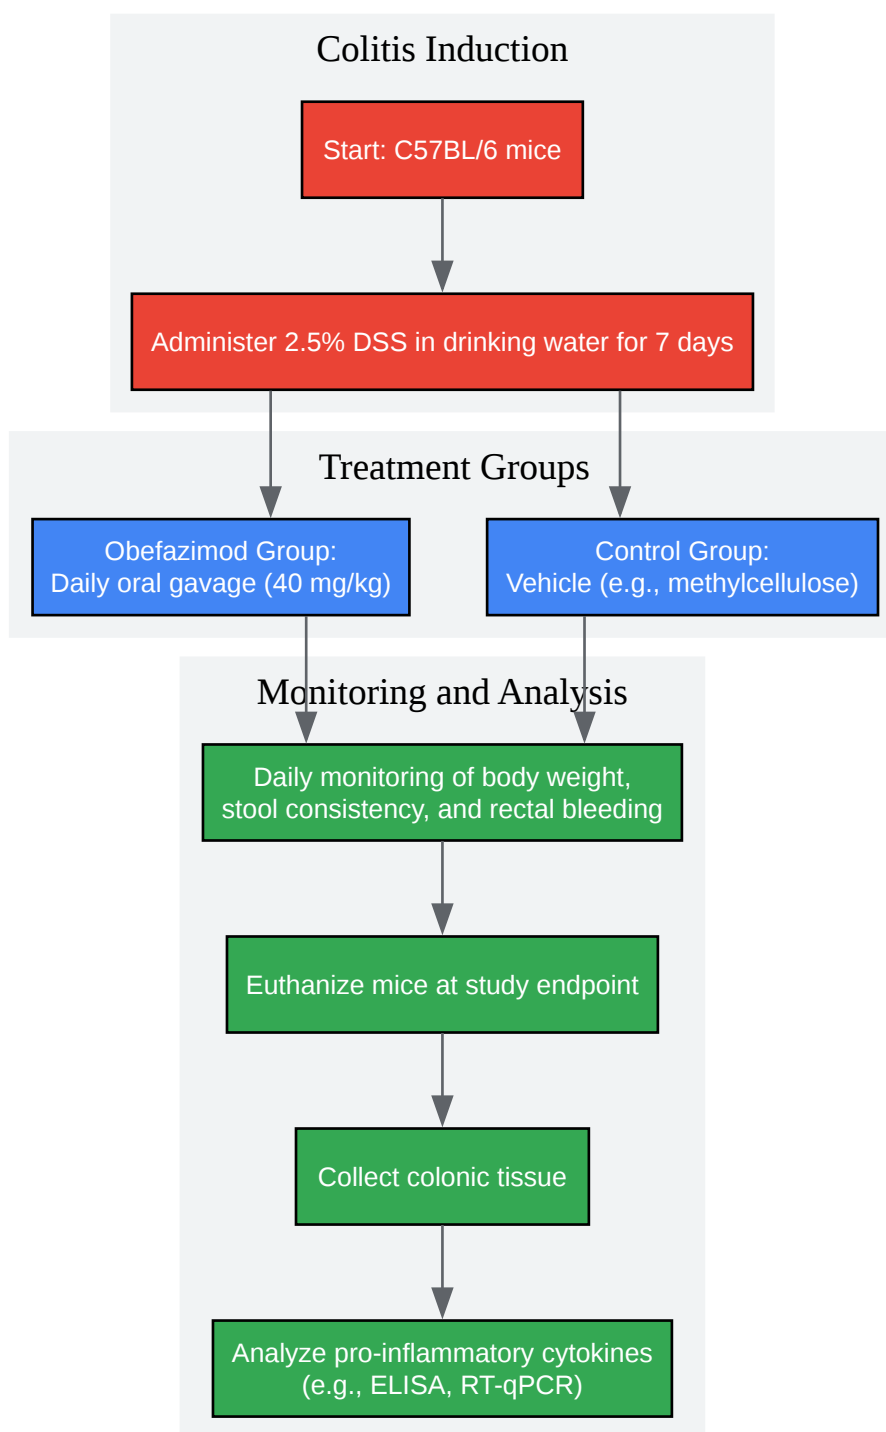 Colitis Induction
Start: C57BL/6 mice
Administer 2.5% DSS in drinking water for 7 days
Treatment Groups
Obefazimod Group:
Daily oral gavage (40 mg/kg)
Control Group:
Vehicle (e.g., methylcellulose)
Monitoring and Analysis
Daily monitoring of body weight,
stool consistency, and rectal bleeding
Euthanize mice at study endpoint
Collect colonic tissue
Analyze pro-inflammatory cytokines
(e.g., ELISA, RT-qPCR)